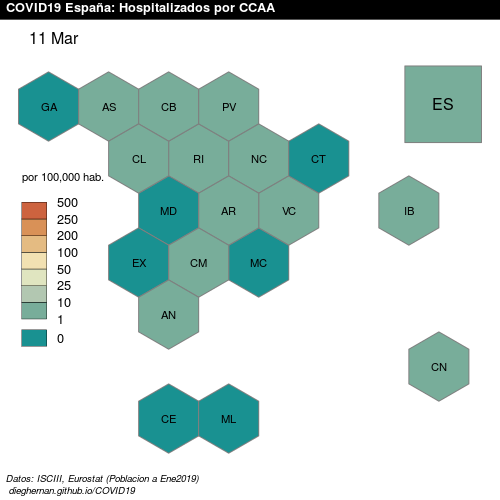 COVID19 España: Hospitalizados por CCAA
11 Mar
GA AS CB PV ES
CL RI NC CT
por 100,000 hab.
MD AR VC IB
500
250
200
100
50
25
10
1
0
EX CM MC
AN
CN
CE ML
Datos: ISCIII, Eurostat (Poblacion a Ene2019)
dieghernan.github.io/COVID19